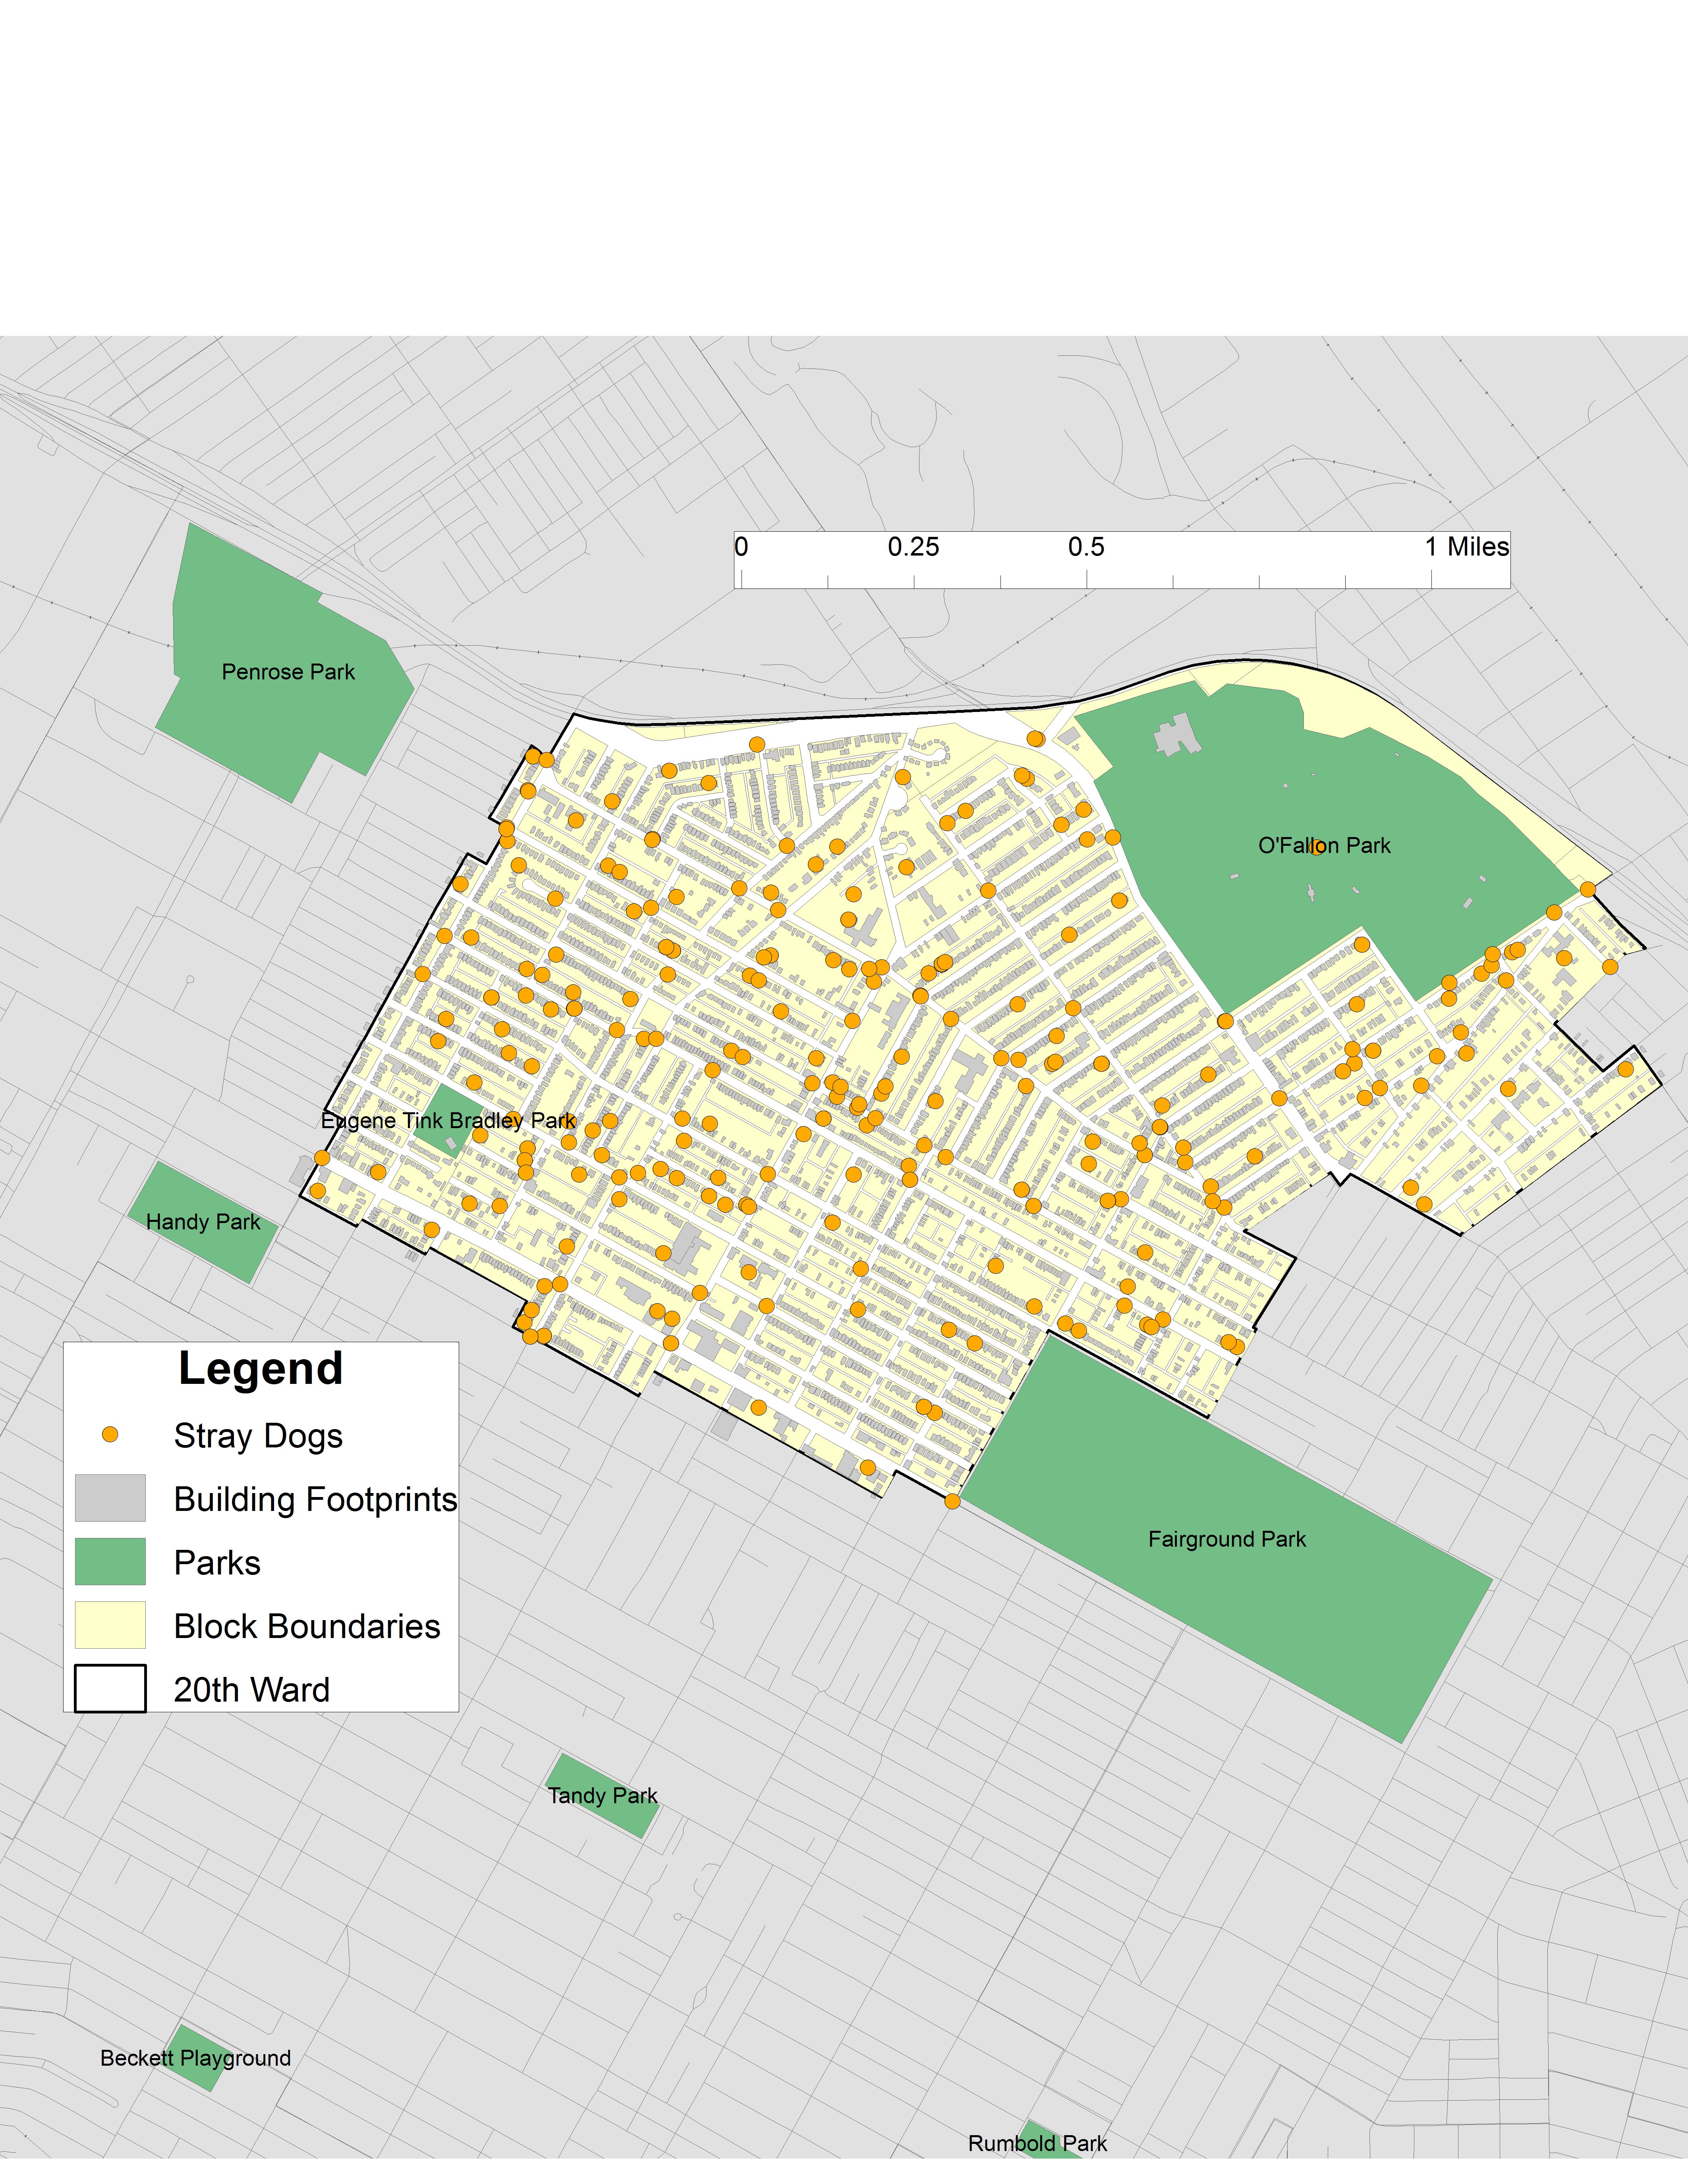 0 0.25 0.5 1 Miles
Penrose Park
O'Fallon Park
Eugene Tink Bradley Park
Handy Park
Legend
Stray Dogs
Building Footprints
Parks
Block Boundaries
20th Ward
Fairground Park
Tandy Park
Beckett Playground
Rumbold Park